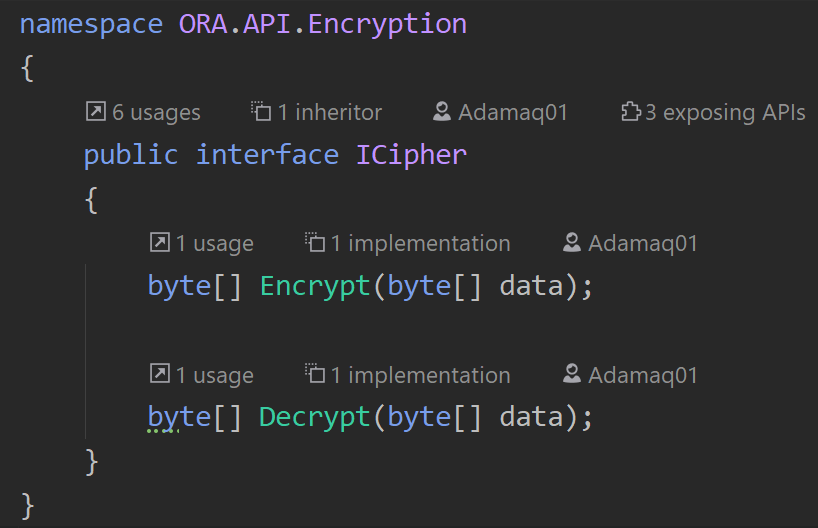 namespace ORA.API.Encryption
{
6 usages 1 inheritor Adamaq01 3 exposing APIs
public interface ICipher
{
1 usage 1 implementation Adamaq01
byte[] Encrypt(byte[] data);
1 usage 1 implementation Adamaq01
byte[] Decrypt(byte[] data);
}
}